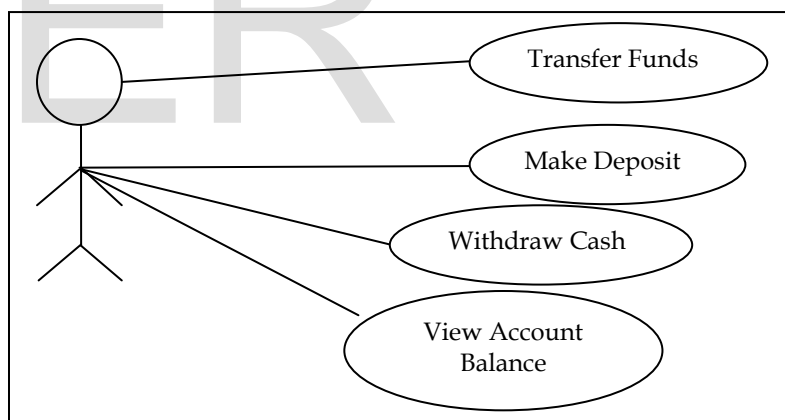 ER
Transfer Funds
Make Deposit
Withdraw Cash
View Account
Balance